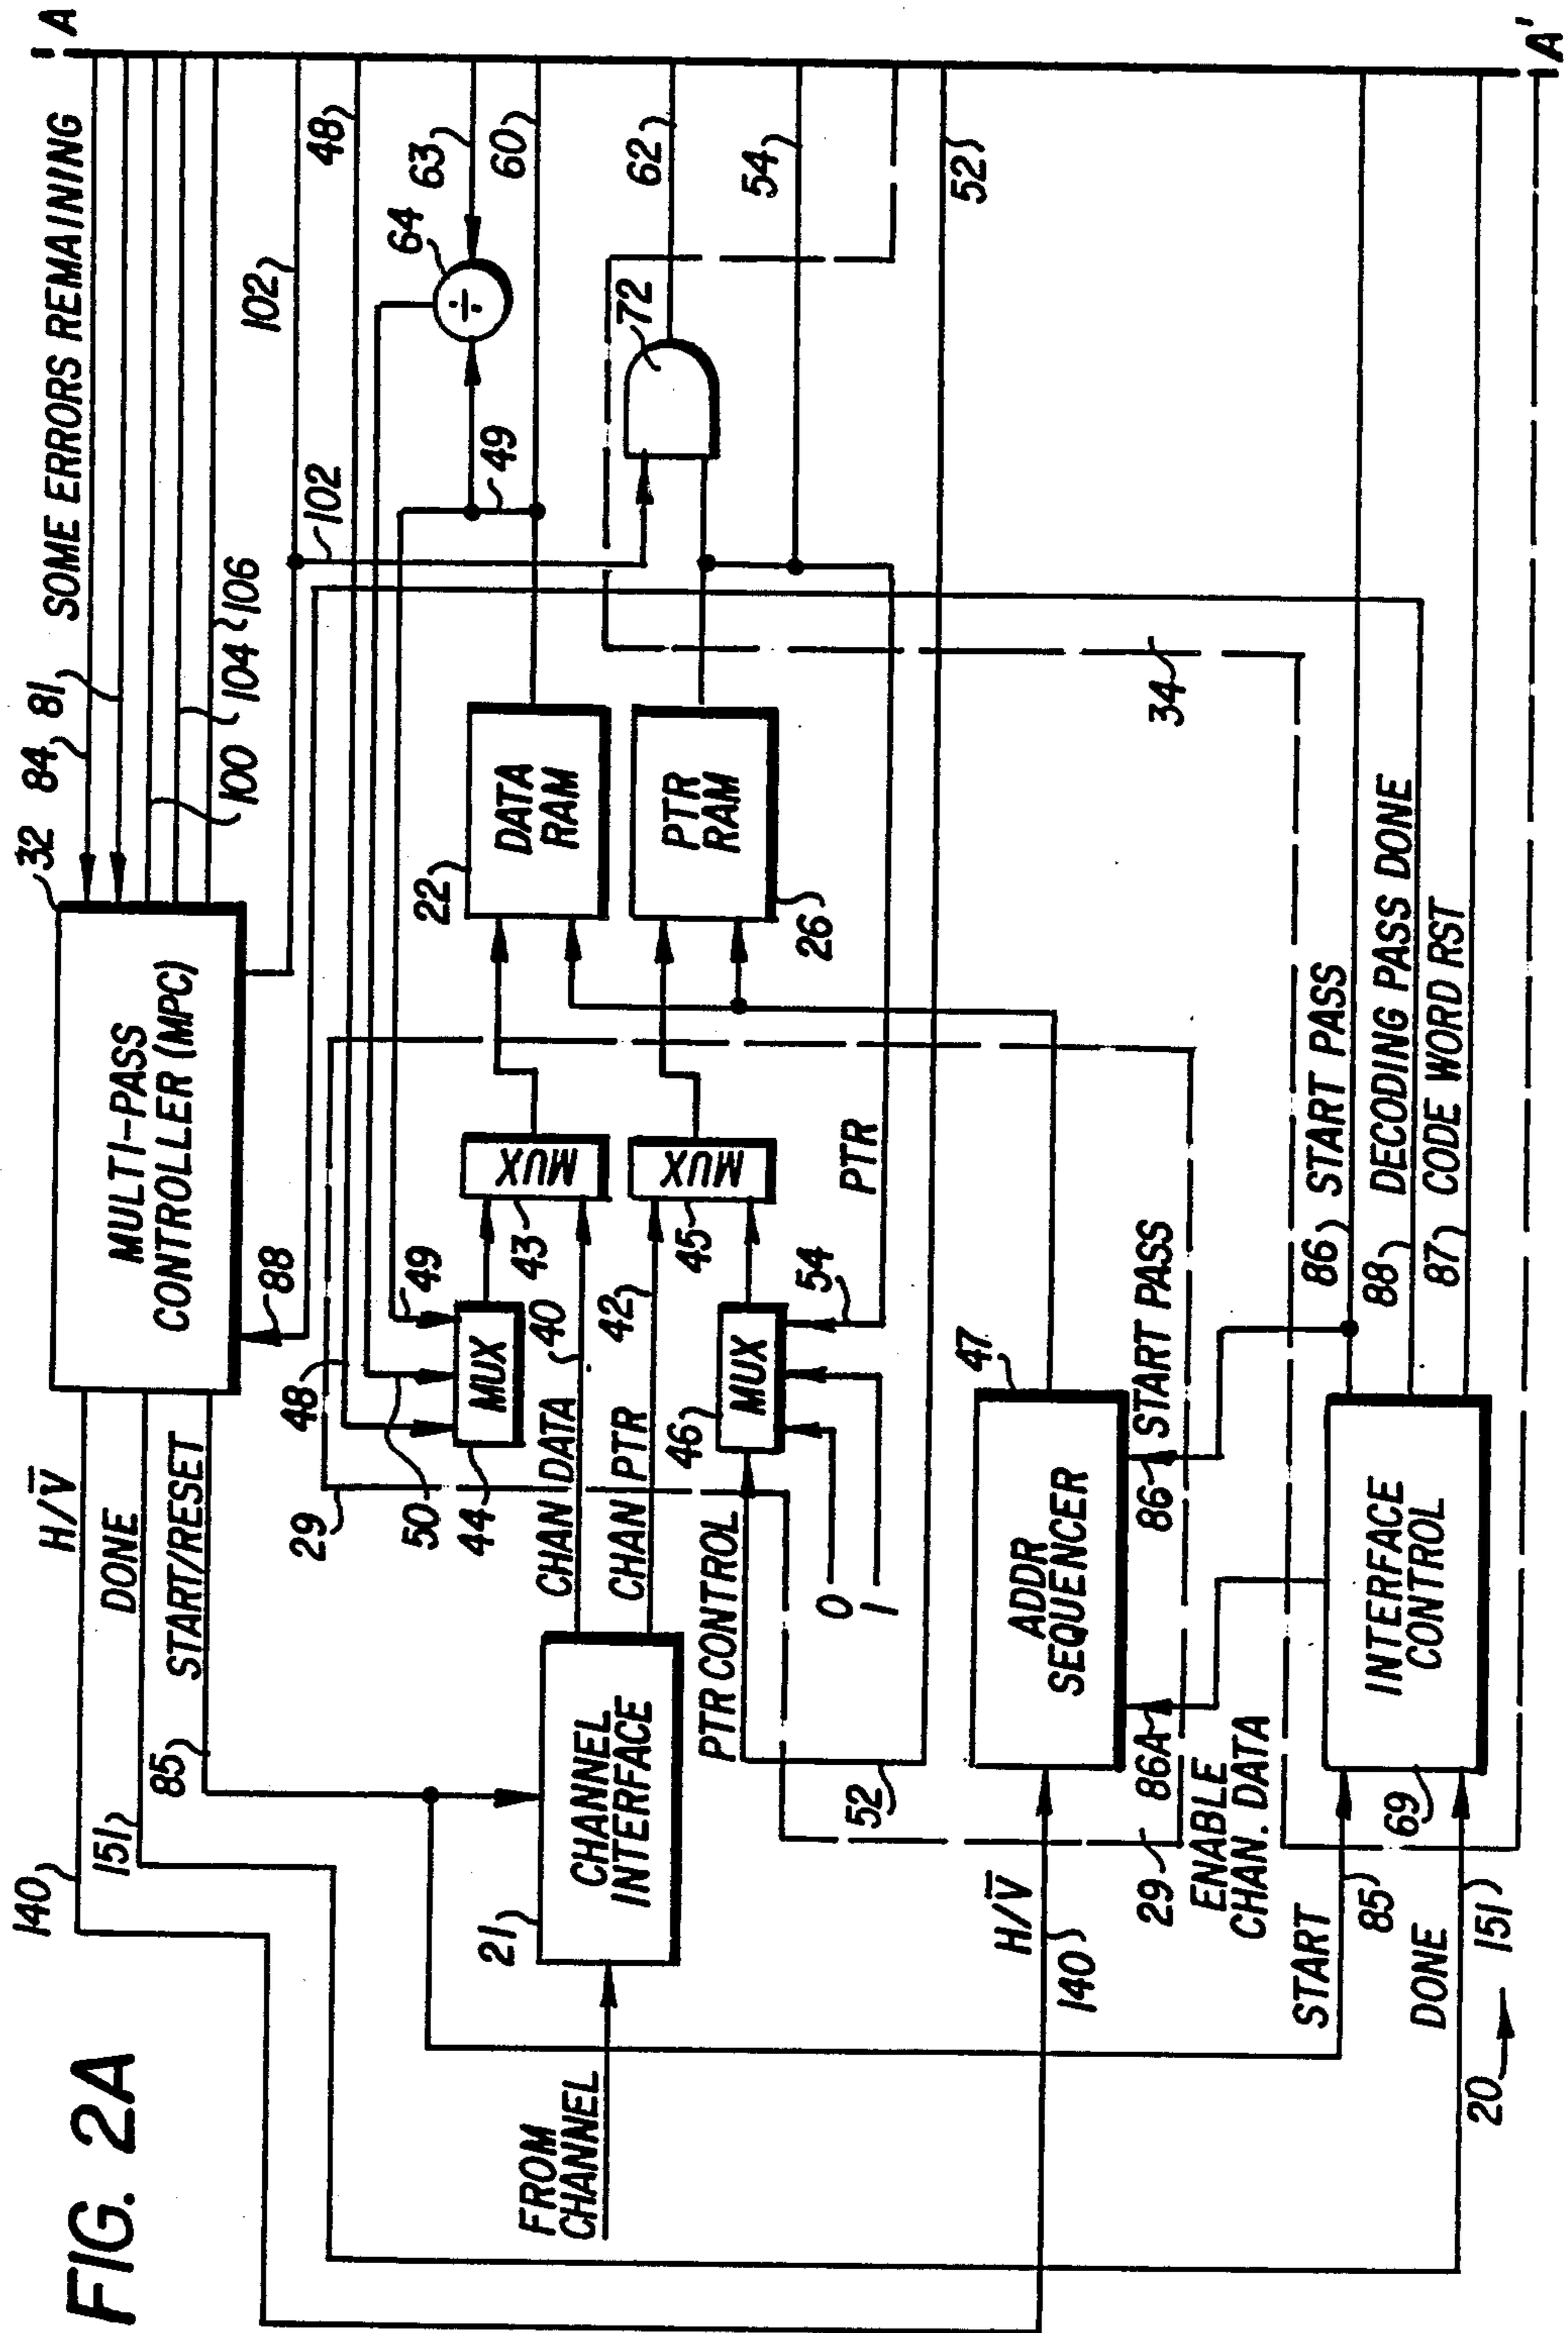 FIG. 2A
A
SOME ERRORS REMAINING
84
81
32
100
104
106
102
48
MULTI-PASS
CONTROLLER (MPC)
H/V̅
DONE
START/RESET
140
151
85
88
102
63
64
÷
60
49
62
72
54
52
48
49
29
50
44
MUX
43
MUX
22
DATA
RAM
CHAN DATA
40
CHAN PTR
42
45
MUX
PTR
RAM
26
34
FROM
CHANNEL
21
CHANNEL
INTERFACE
PTR CONTROL
46
MUX
54
PTR
0
1
52
H/V̅
140
47
ADDR
SEQUENCER
86
START PASS
29
86A
ENABLE
CHAN. DATA
START
85
DONE
151
69
INTERFACE
CONTROL
86
START PASS
88
DECODING PASS DONE
87
CODE WORD RST
20
A'